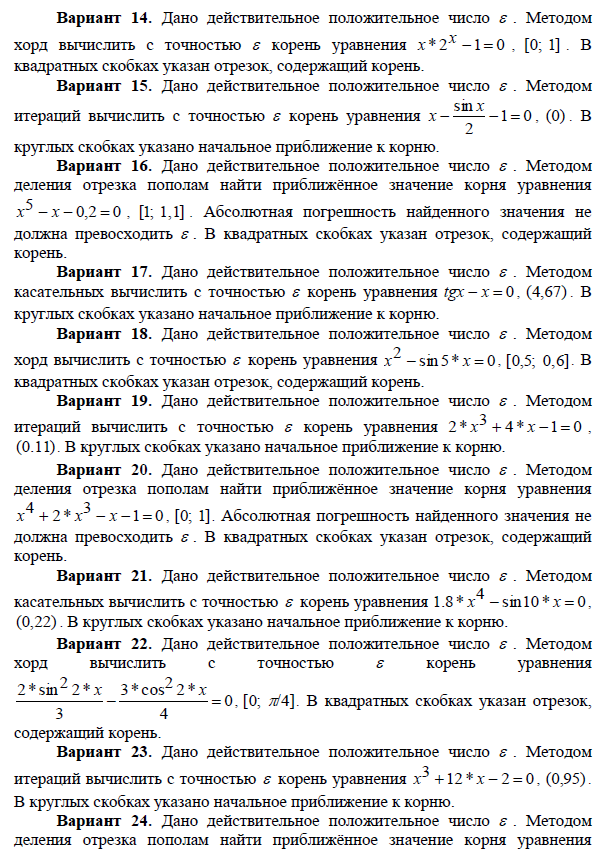 Вариант 14. Дано действительное положительное число ε . Методом
хорд вычислить с точностью ε корень уравнения x * 2^x − 1 = 0 , [0; 1] . В
квадратных скобках указан отрезок, содержащий корень.
Вариант 15. Дано действительное положительное число ε . Методом
итераций вычислить с точностью ε корень уравнения x − sin x / 2 − 1 = 0 , (0) . В
круглых скобках указано начальное приближение к корню.
Вариант 16. Дано действительное положительное число ε . Методом
деления отрезка пополам найти приближённое значение корня уравнения
x^5 − x − 0,2 = 0 , [1; 1,1] . Абсолютная погрешность найденного значения не
должна превосходить ε . В квадратных скобках указан отрезок, содержащий
корень.
Вариант 17. Дано действительное положительное число ε . Методом
касательных вычислить с точностью ε корень уравнения tgx − x = 0 , (4,67) . В
круглых скобках указано начальное приближение к корню.
Вариант 18. Дано действительное положительное число ε . Методом
хорд вычислить с точностью ε корень уравнения x^2 − sin 5 * x = 0 , [0,5; 0,6]. В
квадратных скобках указан отрезок, содержащий корень.
Вариант 19. Дано действительное положительное число ε . Методом
итераций вычислить с точностью ε корень уравнения 2 * x^3 + 4 * x − 1 = 0 ,
(0.11) . В круглых скобках указано начальное приближение к корню.
Вариант 20. Дано действительное положительное число ε . Методом
деления отрезка пополам найти приближённое значение корня уравнения
x^4 + 2 * x^3 − x − 1 = 0 , [0; 1]. Абсолютная погрешность найденного значения не
должна превосходить ε . В квадратных скобках указан отрезок, содержащий
корень.
Вариант 21. Дано действительное положительное число ε . Методом
касательных вычислить с точностью ε корень уравнения 1.8 * x^4 − sin 10 * x = 0 ,
(0,22) . В круглых скобках указано начальное приближение к корню.
Вариант 22. Дано действительное положительное число ε . Методом
хорд вычислить с точностью ε корень уравнения
2 * sin^2 2 * x / 3 − 3 * cos^2 2 * x / 4 = 0 , [0; π/4]. В квадратных скобках указан отрезок,
содержащий корень.
Вариант 23. Дано действительное положительное число ε . Методом
итераций вычислить с точностью ε корень уравнения x^3 + 12 * x − 2 = 0 , (0,95) .
В круглых скобках указано начальное приближение к корню.
Вариант 24. Дано действительное положительное число ε . Методом
деления отрезка пополам найти приближённое значение корня уравнения